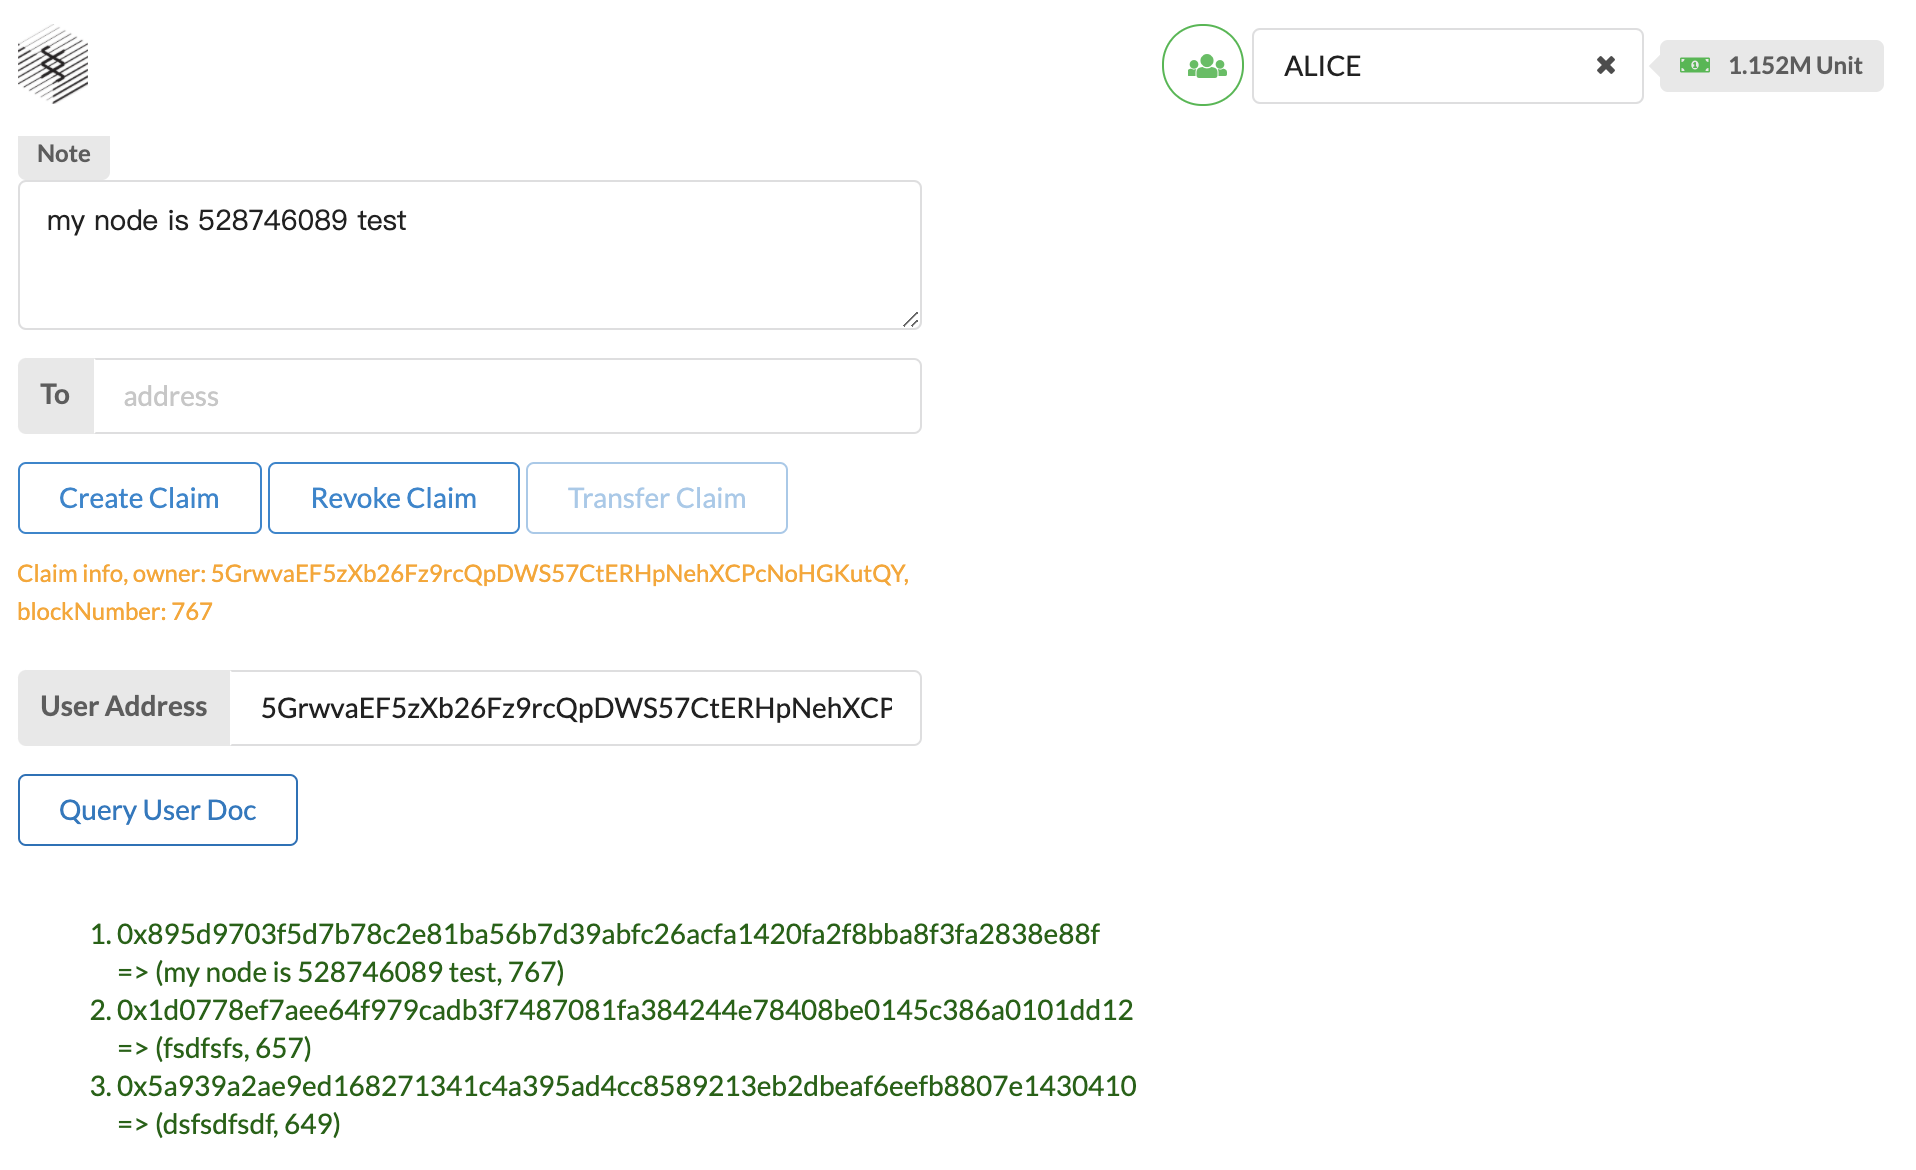 ALICE
1.152M Unit
Note
my node is 528746089 test
To
address
Create Claim
Revoke Claim
Transfer Claim
Claim info, owner: 5GrwvaEF5zXb26Fz9rcQpDWS57CtERHpNehXCPcNoHGKutQY,
blockNumber: 767
User Address
5GrwvaEF5zXb26Fz9rcQpDWS57CtERHpNehXCP
Query User Doc
1. 0x895d9703f5d7b78c2e81ba56b7d39abfc26acfa1420fa2f8bba8f3fa2838e88f
=> (my node is 528746089 test, 767)
2. 0x1d0778ef7aee64f979cadb3f7487081fa384244e78408be0145c386a0101dd12
=> (fsdfsfs, 657)
3. 0x5a939a2ae9ed168271341c4a395ad4cc8589213eb2dbeaf6eefb8807e1430410
=> (dsfsdfsdf, 649)